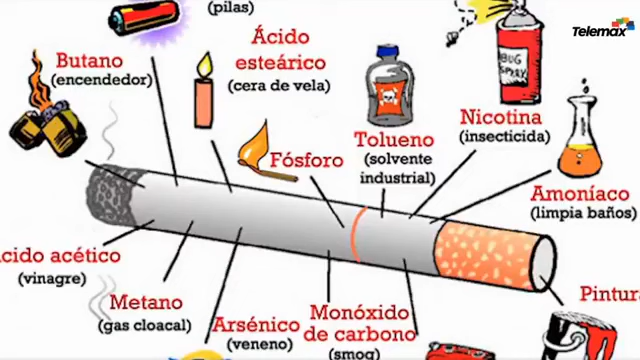 (pilas)
Telemax
Butano
(encendedor)
Ácido
esteárico
(cera de vela)
BUG
SPRAY
Fósforo
Tolueno
(solvente
industrial)
Nicotina
(insecticida)
Amoníaco
(limpia baños)
cido acético
(vinagre)
Metano
(gas cloacal)
Arsénico
(veneno)
Monóxido
de carbono
(smog)
Pintura